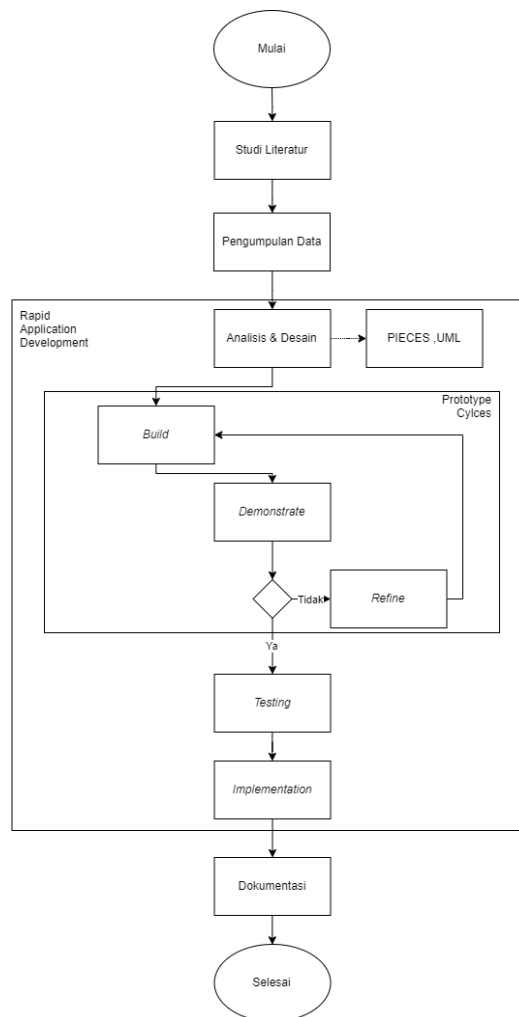 Mulai
Studi Literatur
Pengumpulan Data
Rapid
Application
Development
Analisis & Desain
PIECES ,UML
Prototype
Cylces
Build
Demonstrate
Tidak
Refine
Ya
Testing
Implementation
Dokumentasi
Selesai